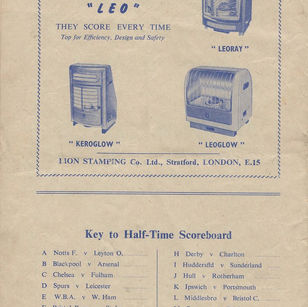 "LEO"
THEY SCORE EVERY TIME
Top for Efficiency, Design and Safety
"LEORAY"
"KEROGLOW"
"LEOGLOW"
LION STAMPING Co. Ltd., Stratford, LONDON, E.15
Key to Half-Time Scoreboard
A Notts F. v Leyton O.
B Blackpool v Arsenal
C Chelsea v Fulham
D Spurs v Leicester
E W.B.A. v W. Ham
H Derby v Charlton
I Huddersfld v Sunderland
J Hull v Rotherham
K Ipswich v Portsmouth
L Middlesbro v Bristol C.